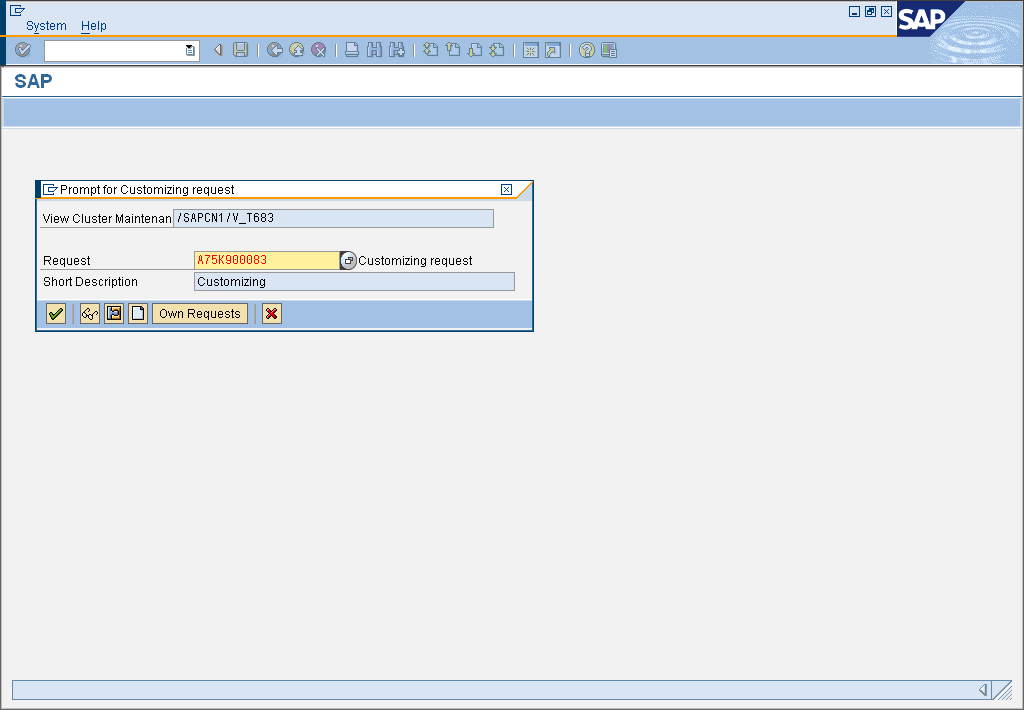 System Help
SAP
SAP
Prompt for Customizing request
View Cluster Maintenan /SAPCN1/V_T683
Request A75K900083 Customizing request
Short Description Customizing
Own Requests